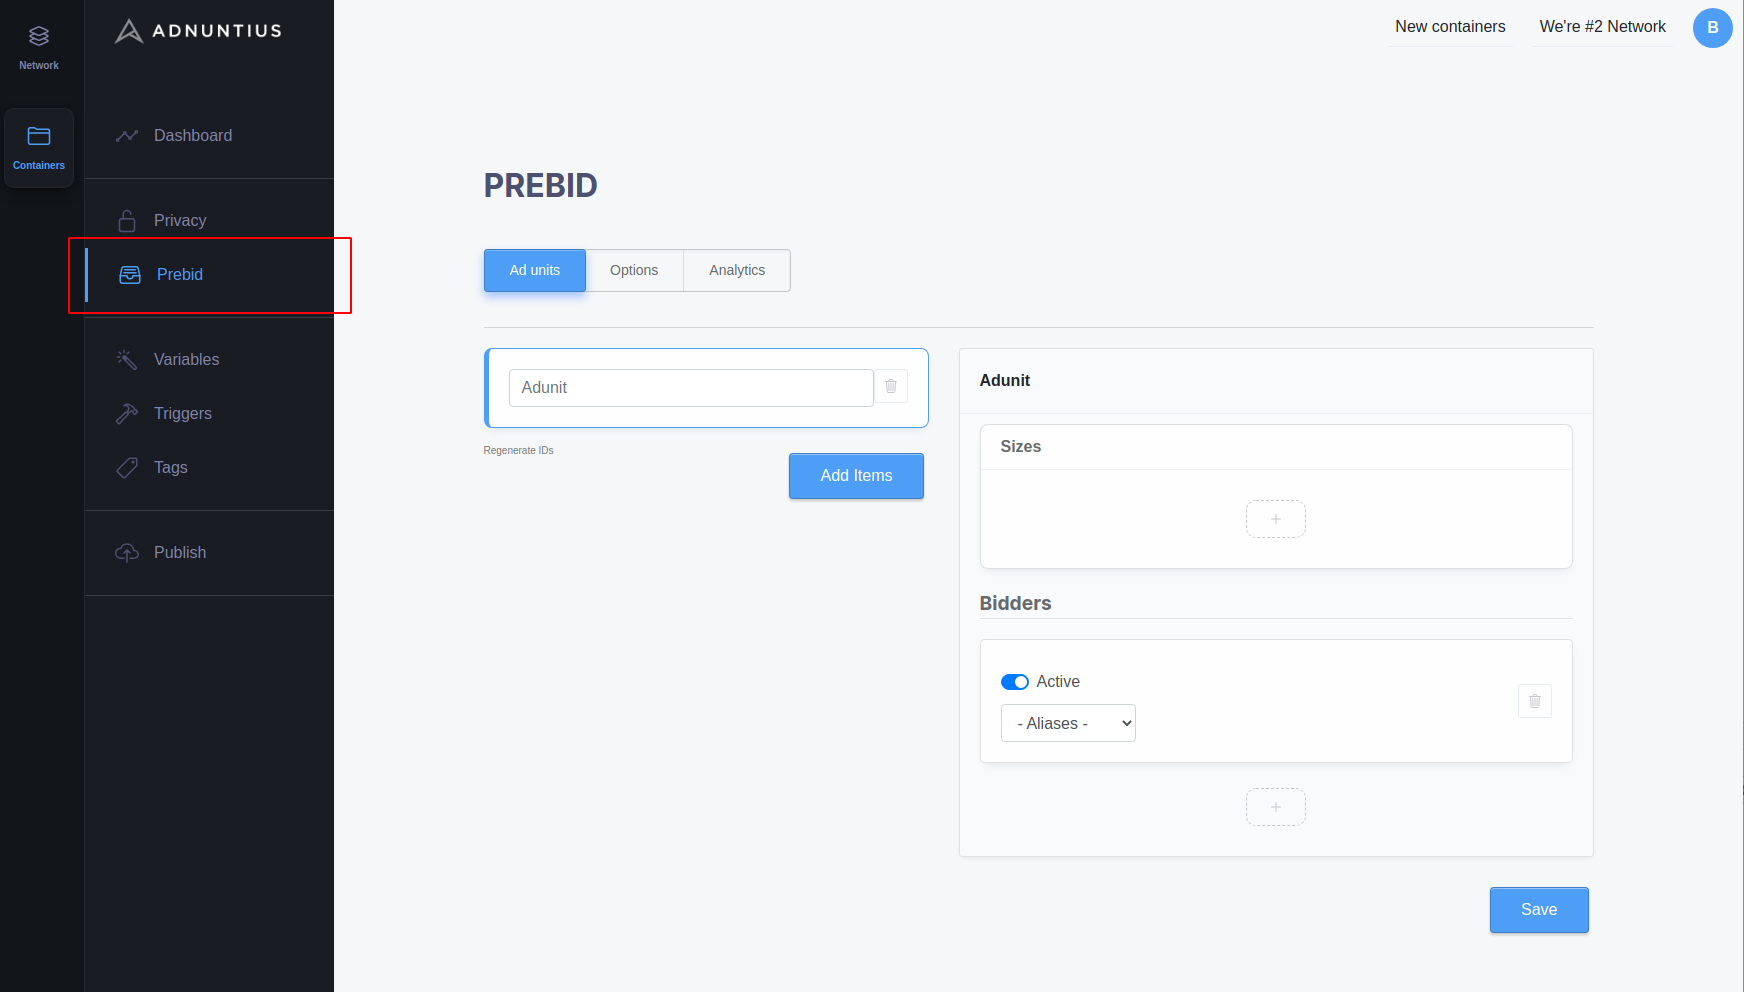 ADNUNTIUS
New containers
We're #2 Network
B
Network
Containers
Dashboard
Privacy
Prebid
Variables
Triggers
Tags
Publish
PREBID
Ad units
Options
Analytics
Adunit
Regenerate IDs
Add Items
Adunit
Sizes
+
Bidders
Active
- Aliases -
+
Save